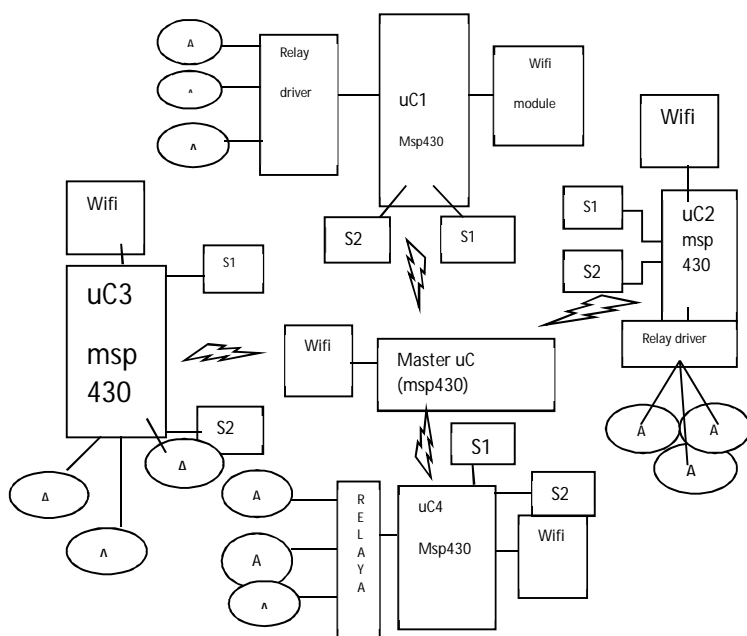 A
Relay
driver
A
A
uC1
Msp430
Wifi
module
S2
S1
Wifi
S1
S2
uC2
msp
430
Relay driver
A
A
A
Wifi
S1
uC3
msp
430
S2
A
A
A
Wifi
Master uC
(msp430)
S1
S2
uC4
Msp430
Wifi
R
E
L
A
Y
A
A
A
A